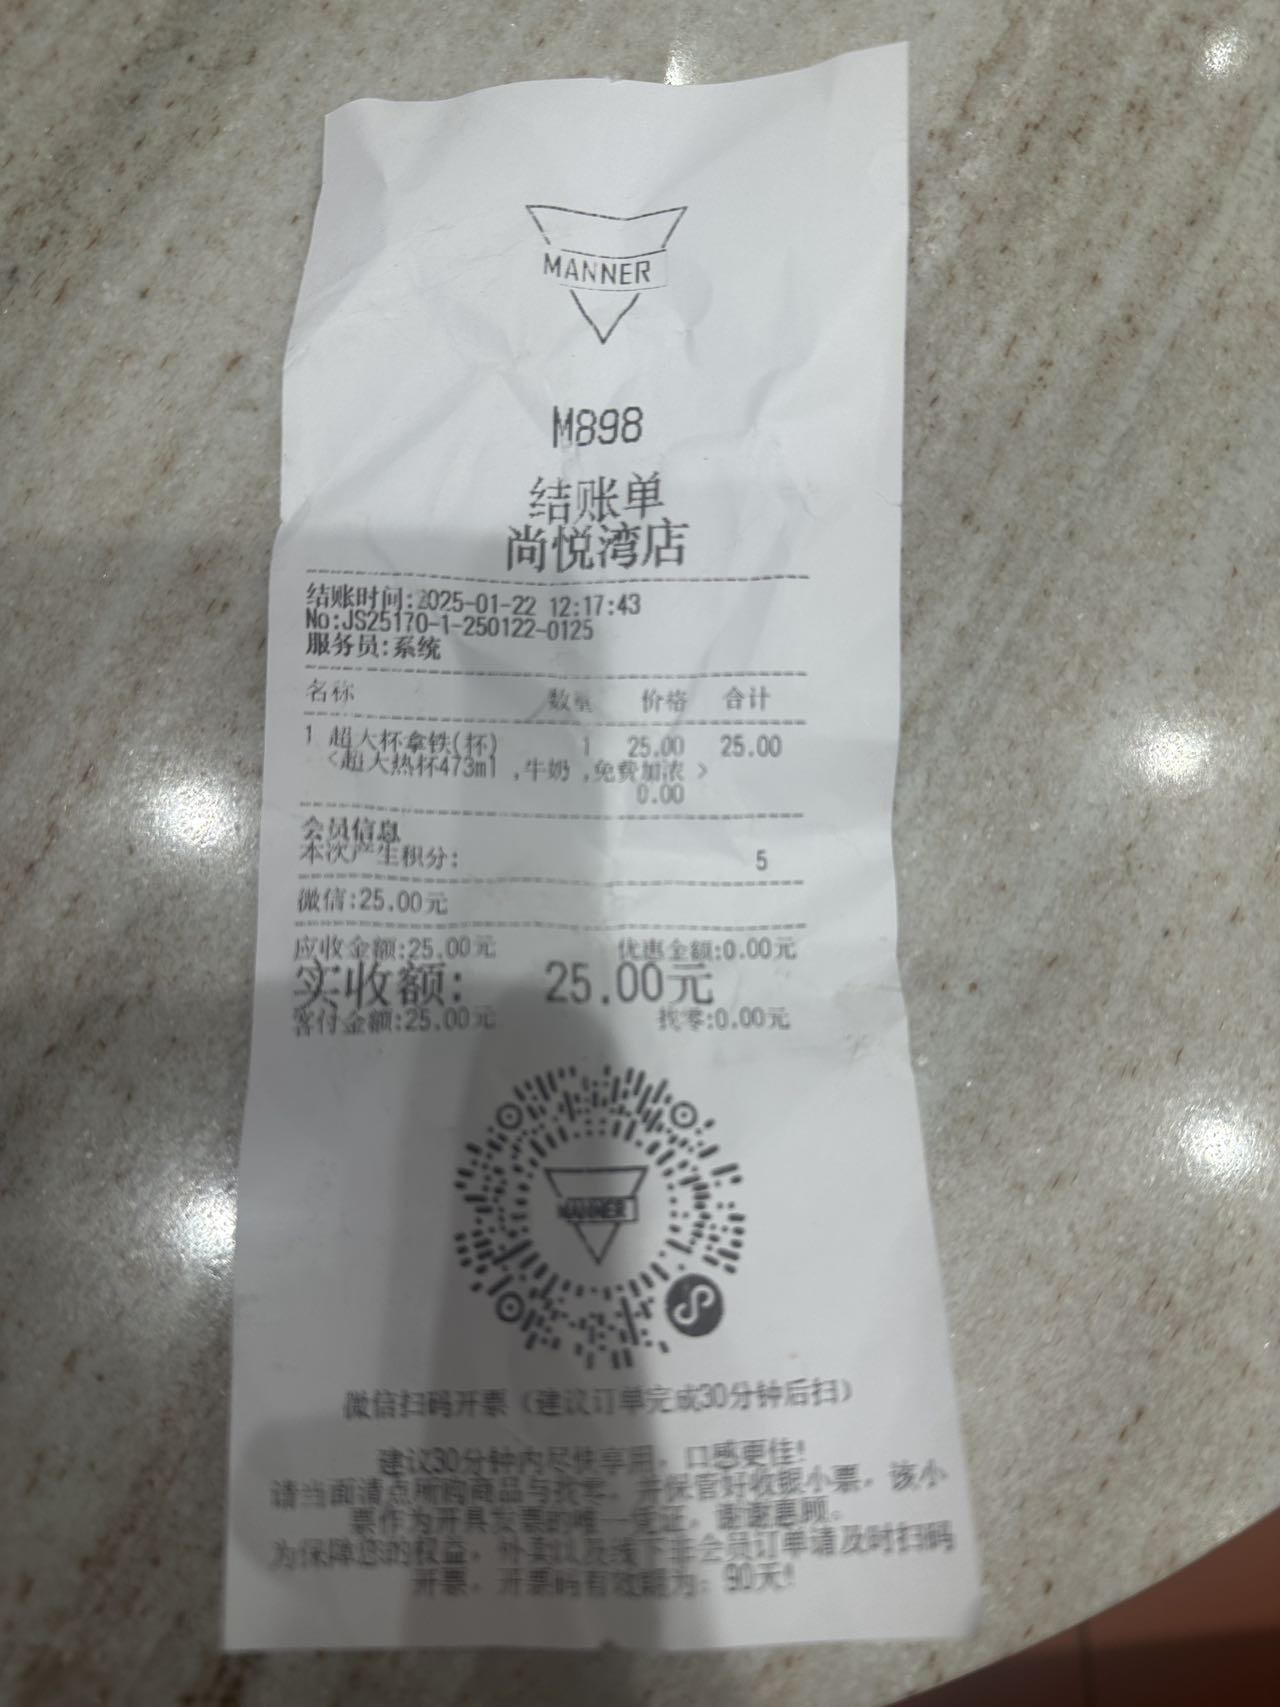 MANNER
M898
结账单
尚悦湾店
结账时间:2025-01-22 12:17:43
No:JS25170-1-250122-0125
服务员:系统
名称 数量 价格 合计
1 超大杯拿铁(杯) 1 25.00 25.00
<超大热杯473ml ,牛奶 ,免费加浓 >
0.00
会员信息
本次产生积分: 5
微信:25.00元
应收金额:25.00元 优惠金额:0.00元
实收额: 25.00元
客付金额:25.00元 找零:0.00元
MANNER
微信扫码开票（建议订单完成30分钟后扫）
建议30分钟内尽快享用，口感更佳!
请当面清点所购商品与找零，并保管好收银小票，该小
票作为开具发票的唯一凭证，谢谢惠顾。
为保障您的权益，外卖以及线下非会员订单请及时扫码
开票，开票的有效期为：90天!